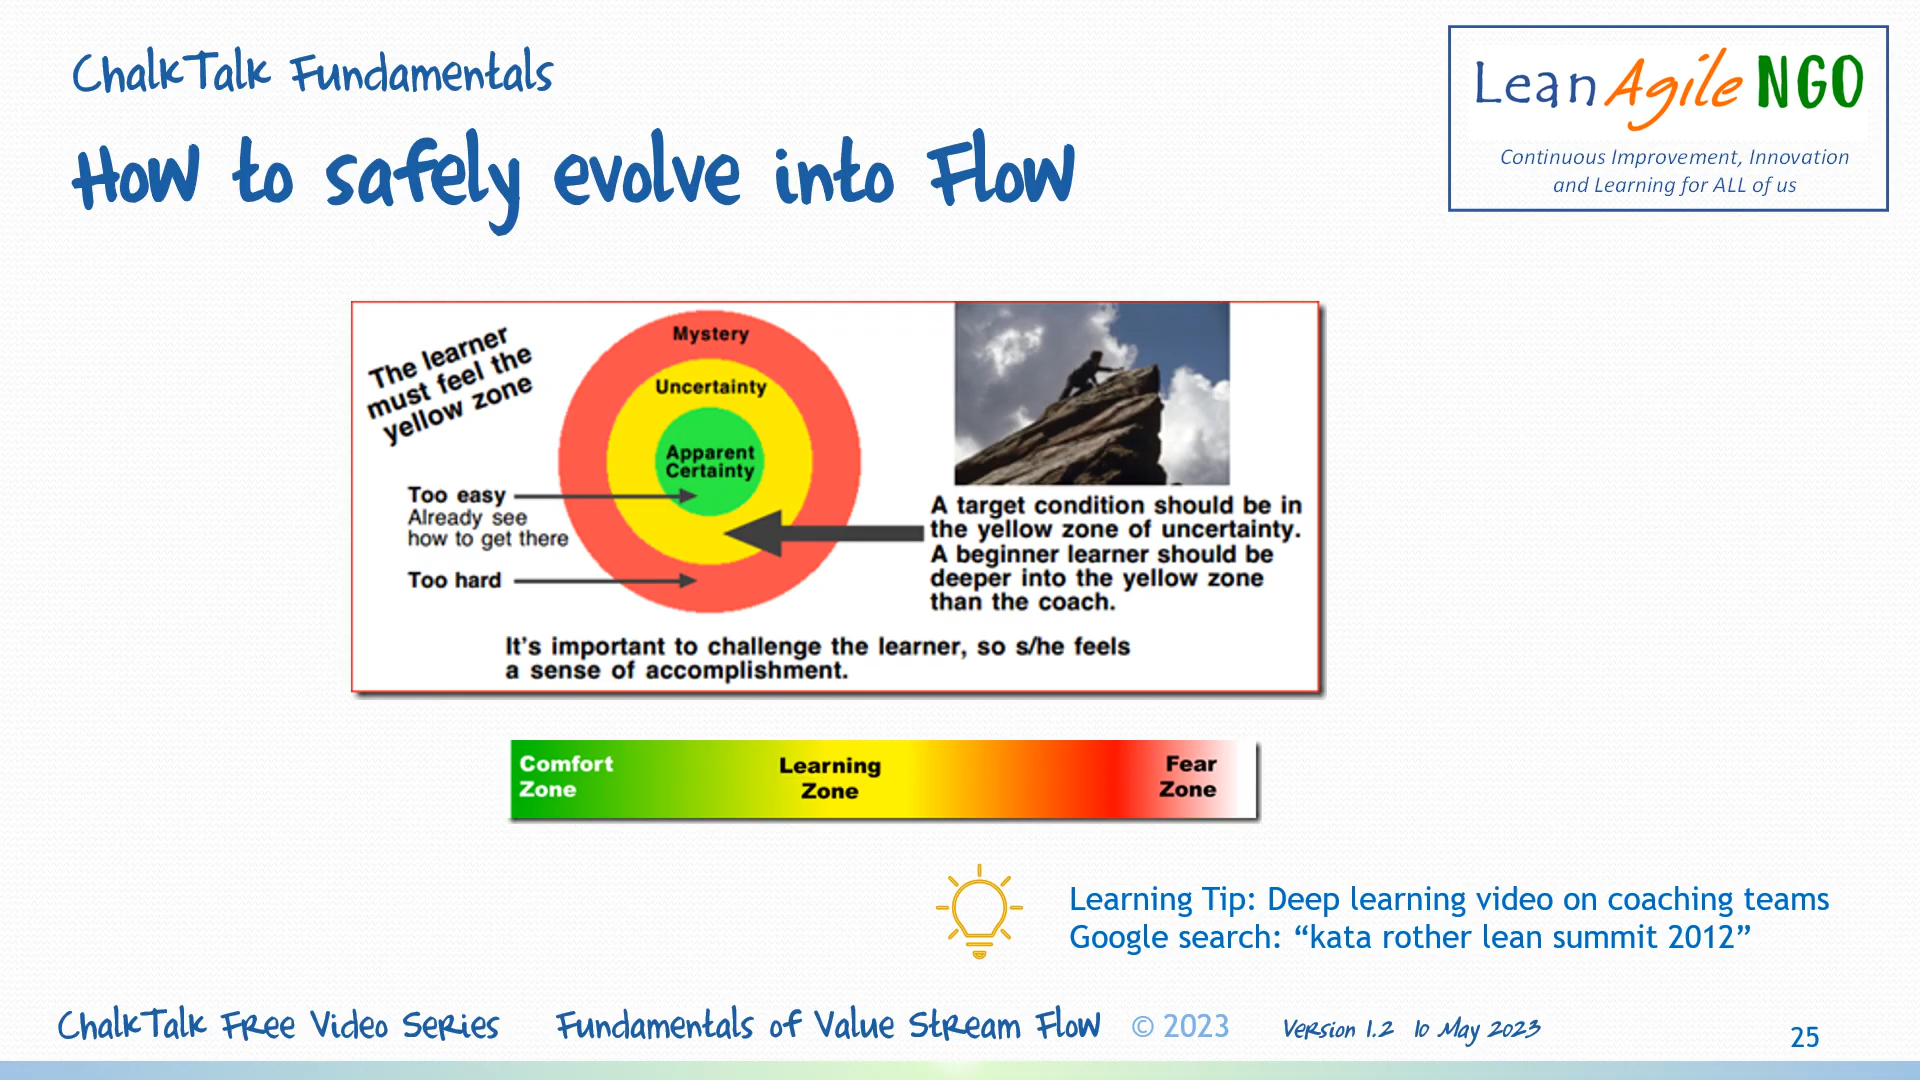 ChalkTalk Fundamentals
How to safely evolve into Flow
Lean Agile NGO
Continuous Improvement, Innovation
and Learning for ALL of us
The learner
must feel the
yellow zone
Mystery
Uncertainty
Apparent
Certainty
Too easy
Already see
how to get there
Too hard
A target condition should be in
the yellow zone of uncertainty.
A beginner learner should be
deeper into the yellow zone
than the coach.
It's important to challenge the learner, so s/he feels
a sense of accomplishment.
Comfort
Zone
Learning
Zone
Fear
Zone
Learning Tip: Deep learning video on coaching teams
Google search: “kata rother lean summit 2012”
ChalkTalk Free Video Series Fundamentals of Value Stream Flow © 2023 Version 1.2 10 May 2023
25